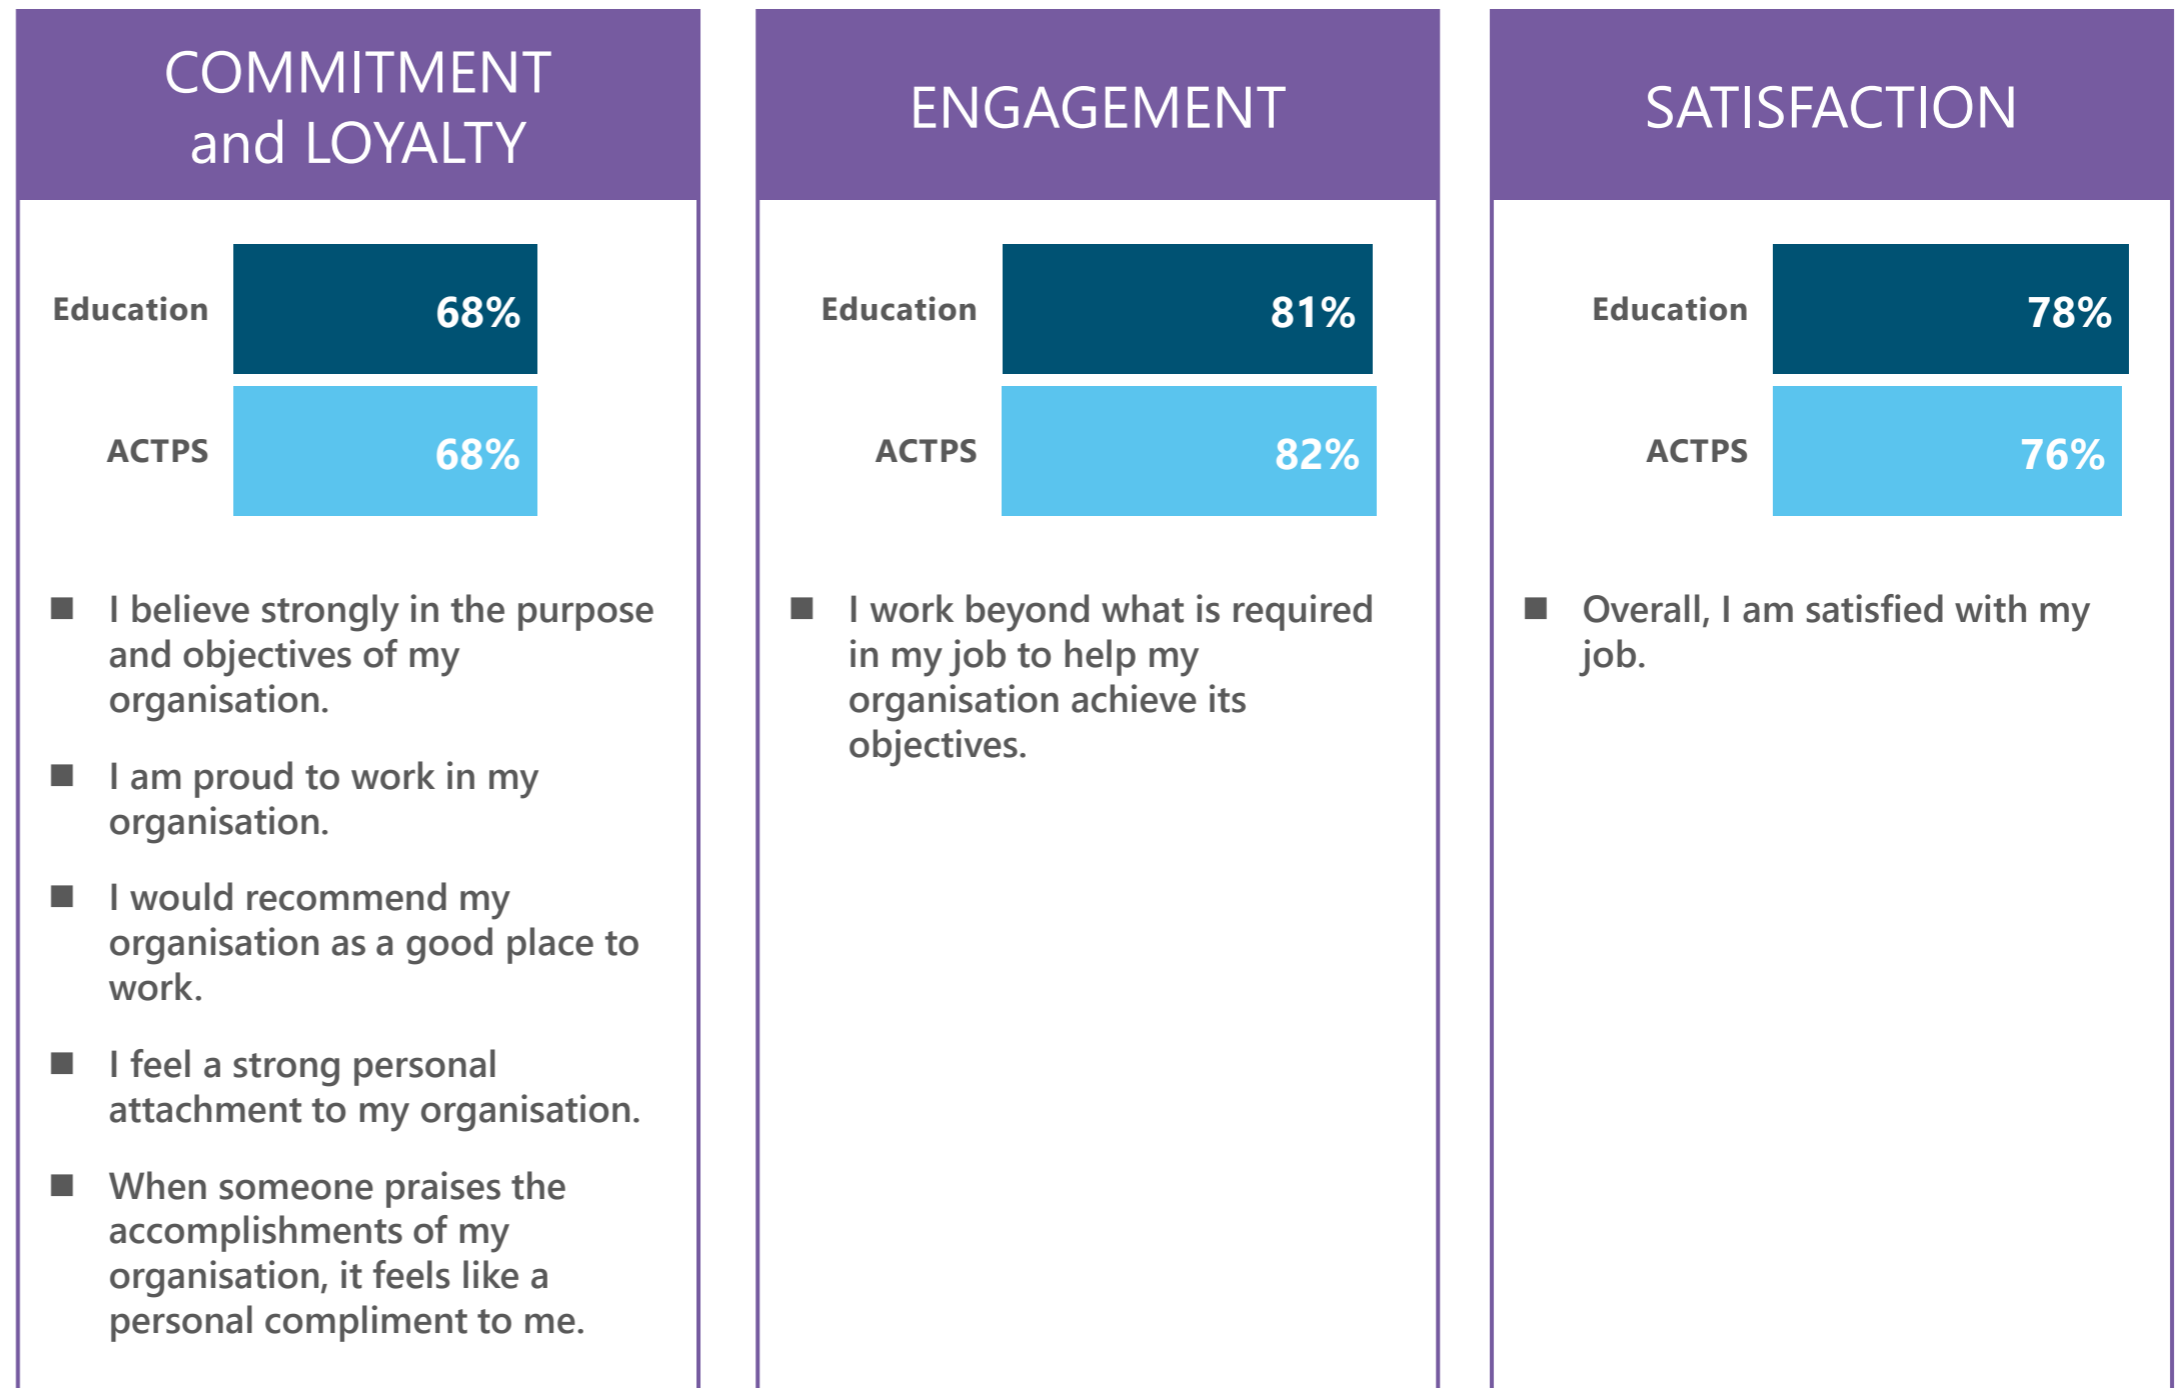 COMMITMENT
and LOYALTY
Education 68%
ACTPS 68%
■ I believe strongly in the purpose
and objectives of my
organisation.
■ I am proud to work in my
organisation.
■ I would recommend my
organisation as a good place to
work.
■ I feel a strong personal
attachment to my organisation.
■ When someone praises the
accomplishments of my
organisation, it feels like a
personal compliment to me.
ENGAGEMENT
Education 81%
ACTPS 82%
■ I work beyond what is required
in my job to help my
organisation achieve its
objectives.
SATISFACTION
Education 78%
ACTPS 76%
■ Overall, I am satisfied with my
job.